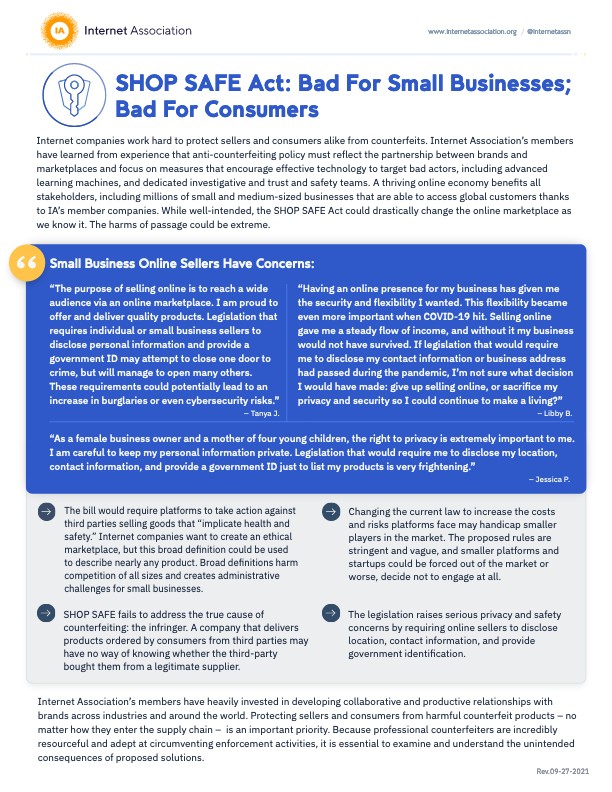 IA
Internet Association
www.internetassociation.org / @internetassn
SHOP SAFE Act: Bad For Small Businesses;
Bad For Consumers
Internet companies work hard to protect sellers and consumers alike from counterfeits. Internet Association’s members
have learned from experience that anti-counterfeiting policy must reflect the partnership between brands and
marketplaces and focus on measures that encourage effective technology to target bad actors, including advanced
learning machines, and dedicated investigative and trust and safety teams. A thriving online economy benefits all
stakeholders, including millions of small and medium-sized businesses that are able to access global customers thanks
to IA’s member companies. While well-intended, the SHOP SAFE Act could drastically change the online marketplace as
we know it. The harms of passage could be extreme.
Small Business Online Sellers Have Concerns:
“The purpose of selling online is to reach a wide
audience via an online marketplace. I am proud to
offer and deliver quality products. Legislation that
requires individual or small business sellers to
disclose personal information and provide a
government ID may attempt to close one door to
crime, but will manage to open many others.
These requirements could potentially lead to an
increase in burglaries or even cybersecurity risks.”
– Tanya J.
“Having an online presence for my business has given me
the security and flexibility I wanted. This flexibility became
even more important when COVID-19 hit. Selling online
gave me a steady flow of income, and without it my business
would not have survived. If legislation that would require
me to disclose my contact information or business address
had passed during the pandemic, I’m not sure what decision
I would have made: give up selling online, or sacrifice my
privacy and security so I could continue to make a living?”
– Libby B.
“As a female business owner and a mother of four young children, the right to privacy is extremely important to me.
I am careful to keep my personal information private. Legislation that would require me to disclose my location,
contact information, and provide a government ID just to list my products is very frightening.”
– Jessica P.
The bill would require platforms to take action against
third parties selling goods that “implicate health and
safety.” Internet companies want to create an ethical
marketplace, but this broad definition could be used
to describe nearly any product. Broad definitions harm
competition of all sizes and creates administrative
challenges for small businesses.
Changing the current law to increase the costs
and risks platforms face may handicap smaller
players in the market. The proposed rules are
stringent and vague, and smaller platforms and
startups could be forced out of the market or
worse, decide not to engage at all.
SHOP SAFE fails to address the true cause of
counterfeiting: the infringer. A company that delivers
products ordered by consumers from third parties may
have no way of knowing whether the third-party
bought them from a legitimate supplier.
The legislation raises serious privacy and safety
concerns by requiring online sellers to disclose
location, contact information, and provide
government identification.
Internet Association’s members have heavily invested in developing collaborative and productive relationships with
brands across industries and around the world. Protecting sellers and consumers from harmful counterfeit products – no
matter how they enter the supply chain – is an important priority. Because professional counterfeiters are incredibly
resourceful and adept at circumventing enforcement activities, it is essential to examine and understand the unintended
consequences of proposed solutions.
Rev.09-27-2021